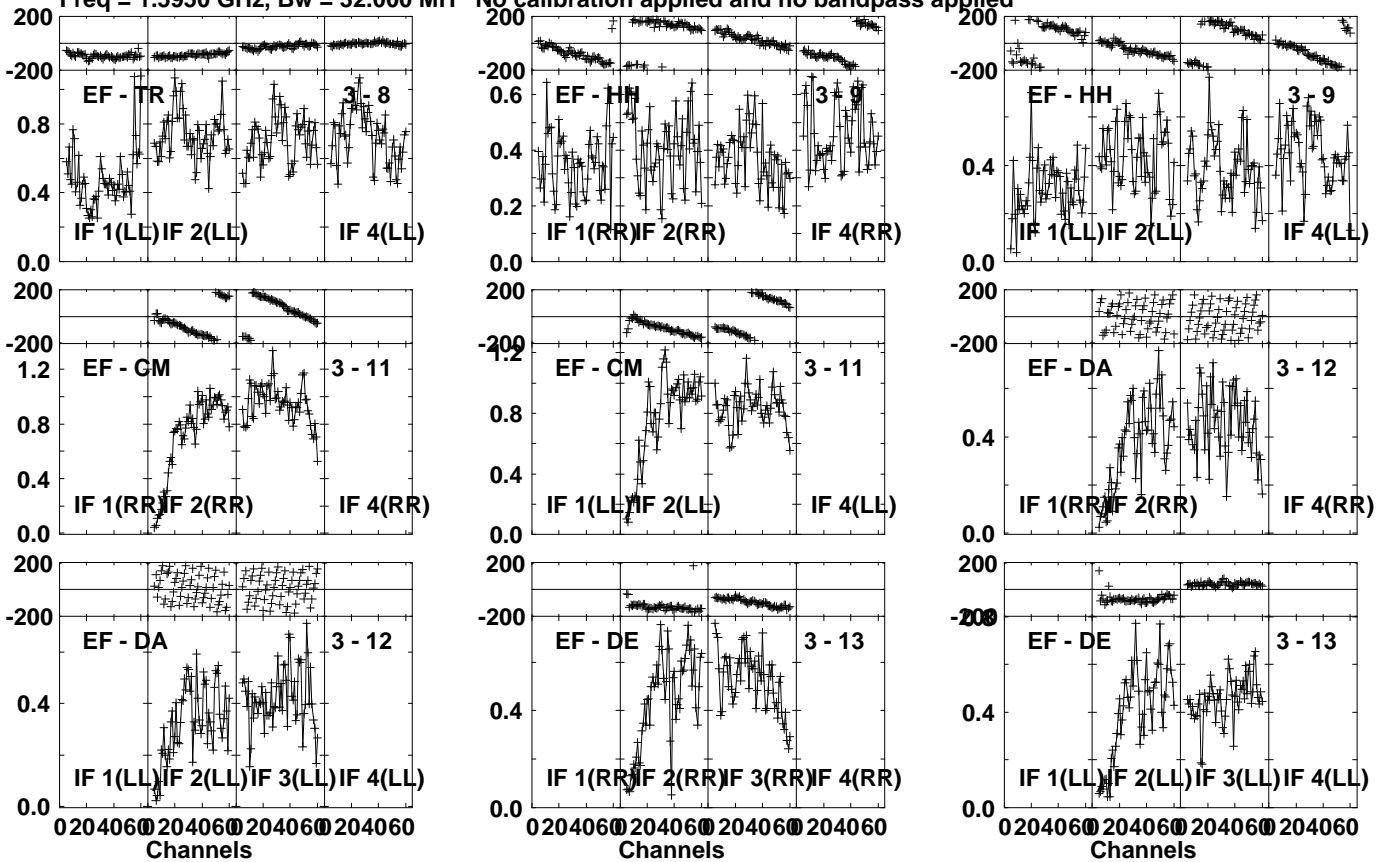 Freq = 1.5950 GHz, Bw = 32.000 MH No calibration applied and no bandpass applied
200
-200
EF - TR
3 - 8
0.8
0.4
IF 1(LL) IF 2(LL) IF 4(LL)
0.0
200
-200
EF - HH
3 - 9
0.6
0.4
0.2
IF 1(RR) IF 2(RR) IF 4(RR)
0.0
200
-200
EF - HH
3 - 9
0.4
IF 1(LL) IF 2(LL) IF 4(LL)
0.0
200
-200
EF - CM
3 - 11
1.2
0.8
0.4
IF 1(RR) IF 2(RR) IF 4(RR)
0.0
200
-200
1.2
EF - CM
3 - 11
0.8
0.4
IF 1(LL) IF 2(LL) IF 4(LL)
0.0
200
-200
EF - DA
3 - 12
0.4
IF 1(RR) IF 2(RR) IF 4(RR)
0.0
200
-200
EF - DA
3 - 12
0.4
IF 1(LL) IF 2(LL) IF 3(LL) IF 4(LL)
0.0
0 20 40 60 0 20 40 60 0 20 40 60 0 20 40 60
Channels
200
-200
EF - DE
3 - 13
0.4
IF 1(RR) IF 2(RR) IF 3(RR) IF 4(RR)
0.0
0 20 40 60 0 20 40 60 0 20 40 60 0 20 40 60
Channels
200
-200
0.8
EF - DE
3 - 13
0.4
IF 1(LL) IF 2(LL) IF 3(LL) IF 4(LL)
0.0
0 20 40 60 0 20 40 60 0 20 40 60 0 20 40 60
Channels